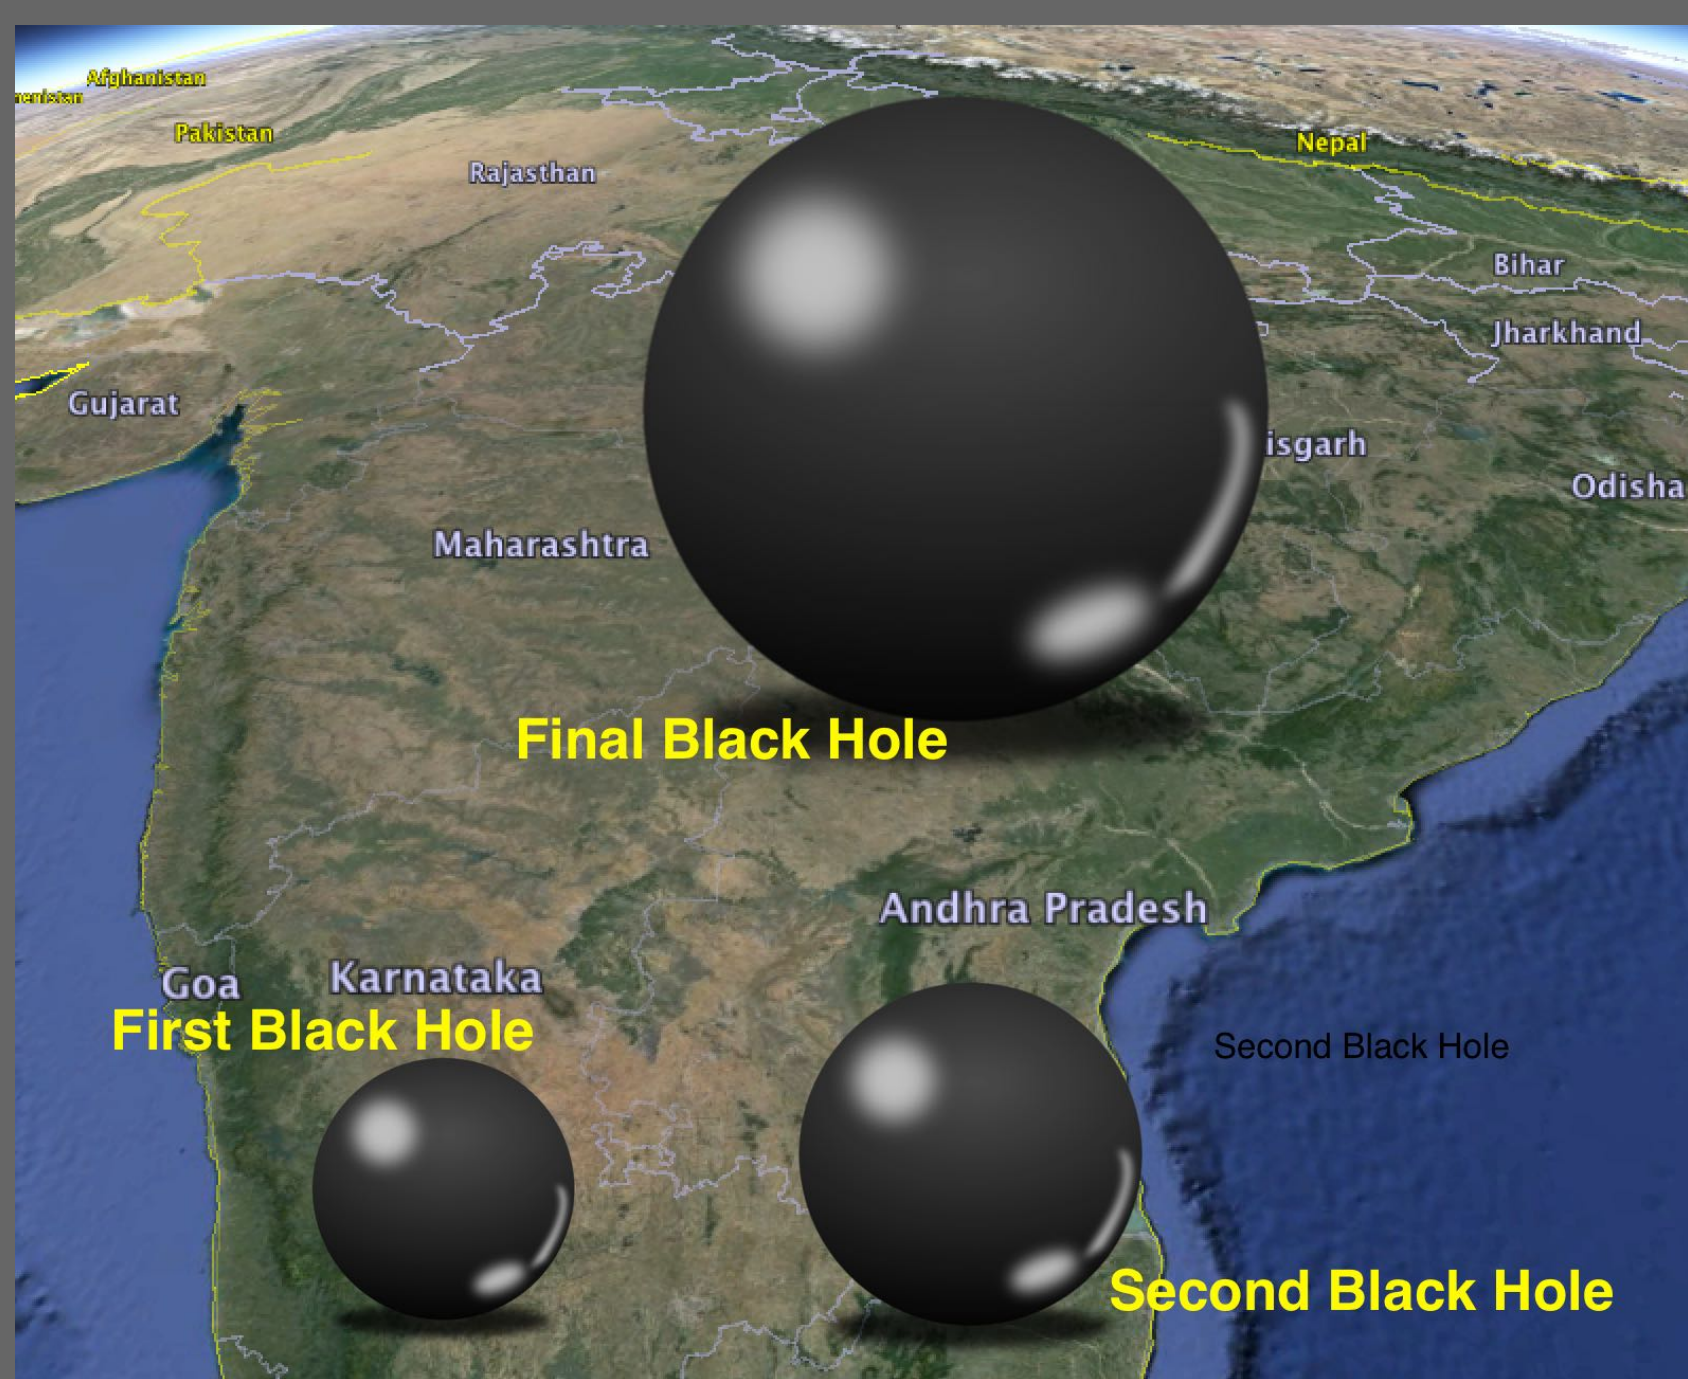 Afghanistan
menistan
Pakistan
Nepal
Rajasthan
Bihar
Jharkhand
Gujarat
isgarh
Odisha
Maharashtra
Final Black Hole
Andhra Pradesh
Goa
Karnataka
First Black Hole
Second Black Hole
Second Black Hole